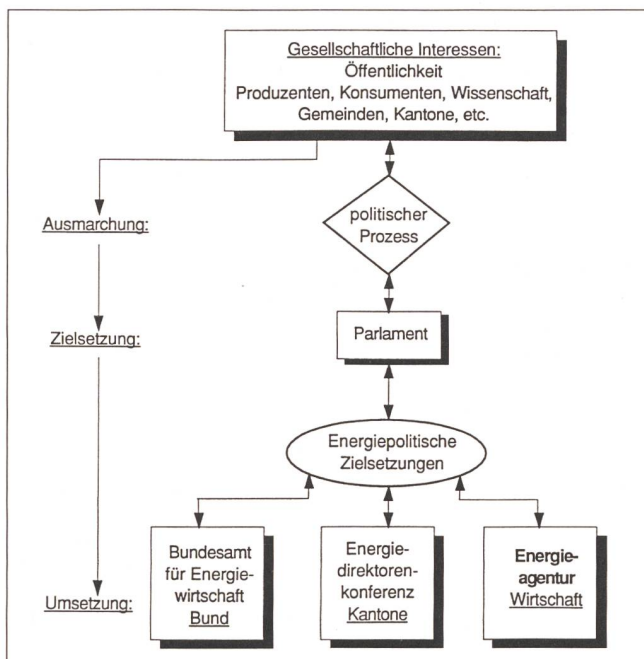 Gesellschaftliche Interessen:
Öffentlichkeit
Produzenten, Konsumenten, Wissenschaft,
Gemeinden, Kantone, etc.
Ausmarchung:
politischer
Prozess
Zielsetzung:
Parlament
Energiepolitische
Zielsetzungen
Umsetzung:
Bundesamt
für Energie-
wirtschaft
Bund
Energie-
direktoren-
konferenz
Kantone
Energie-
agentur
Wirtschaft